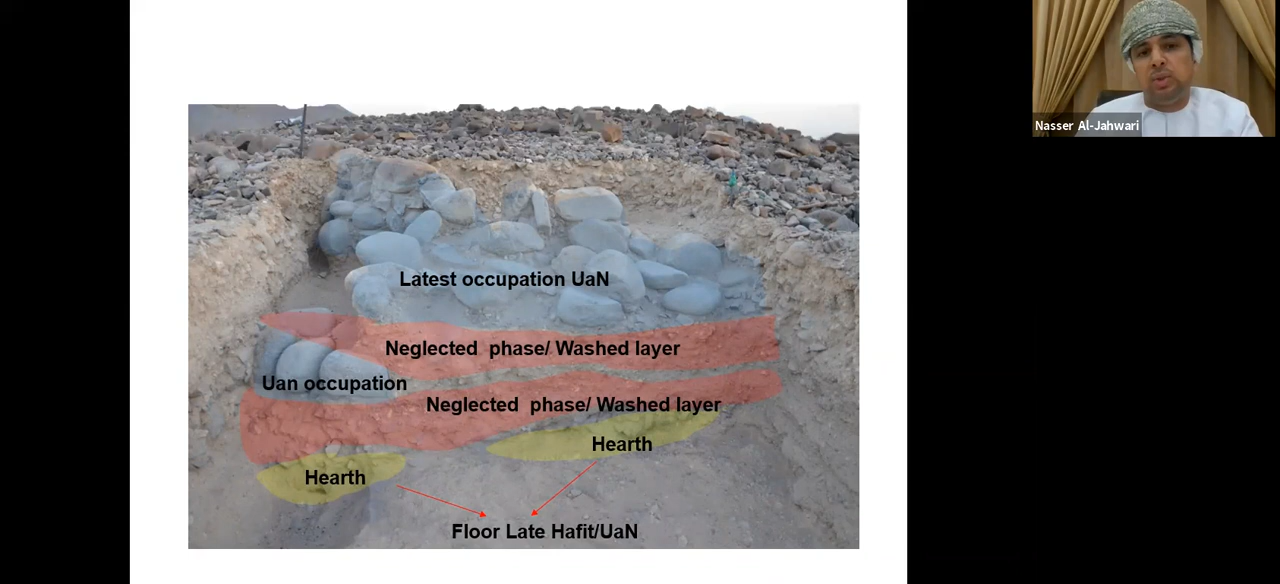 Nasser Al-Jahwari
Latest occupation UaN
Neglected phase/ Washed layer
Uan occupation
Neglected phase/ Washed layer
Hearth
Hearth
Floor Late Hafit/UaN